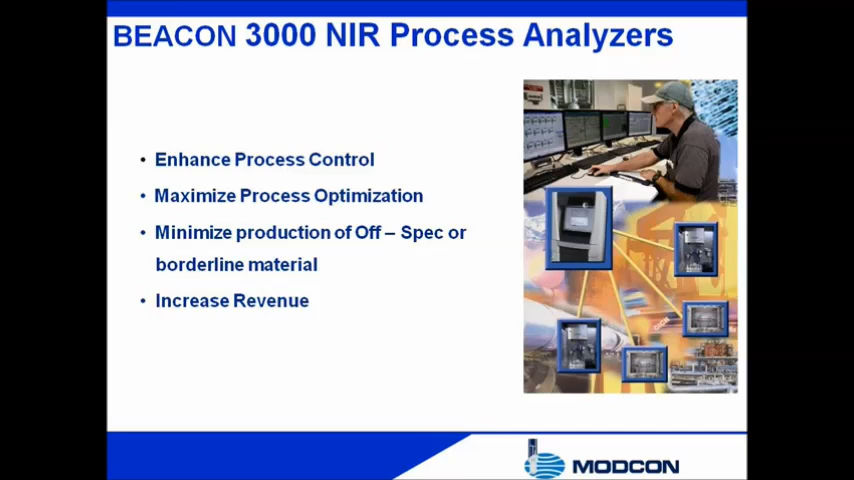 BEACON 3000 NIR Process Analyzers
• Enhance Process Control
• Maximize Process Optimization
• Minimize production of Off – Spec or
borderline material
• Increase Revenue
MODCON